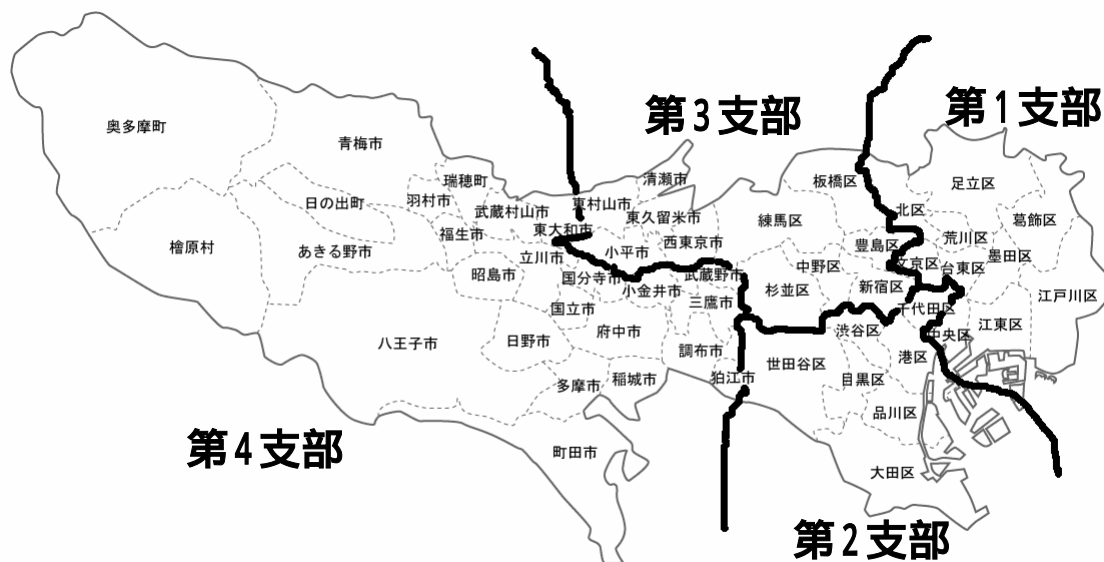 第1支部
第3支部
奥多摩町
青梅市
瑞穂町
清瀬市
板橋区
足立区
日の出町
羽村市
武蔵村山市
東村山市
東久留米市
練馬区
北区
葛飾区
檜原村
あきる野市
福生市
東大和市
小平市
西東京市
豊島区
荒川区
墨田区
昭島市
立川市
国分寺市
武蔵野市
中野区
文京区
台東区
小金井市
杉並区
新宿区
江戸川区
国立市
三鷹市
千代田区
八王子市
日野市
府中市
調布市
渋谷区
中央区
江東区
世田谷区
港区
多摩市
稲城市
狛江市
目黒区
品川区
第4支部
町田市
大田区
第2支部